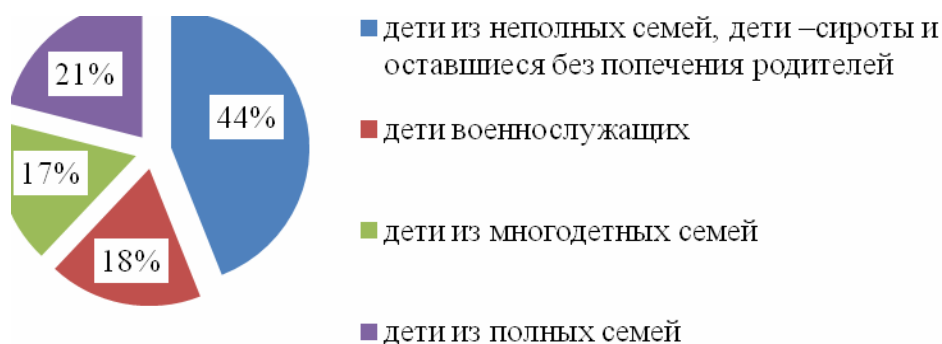 21%
44%
17%
18%
дети из неполных семей, дети –сироты и
оставшиеся без попечения родителей
дети военнослужащих
дети из многодетных семей
дети из полных семей